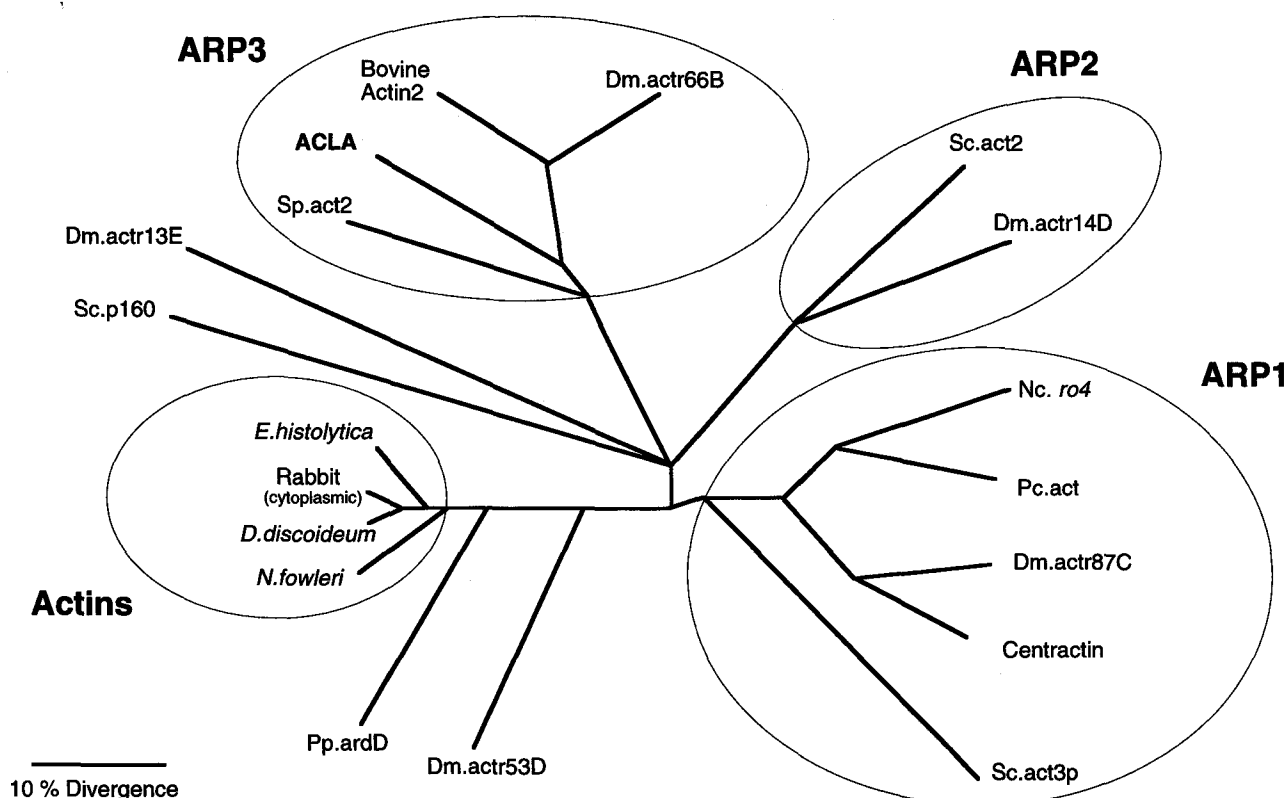 ARP3
Bovine
Actin2
Dm.actr66B
ARP2
ACLA
Sc.act2
Sp.act2
Dm.actr14D
Dm.actr13E
Sc.p160
ARP1
Nc. ro4
E.histolytica
Rabbit
(cytoplasmic)
Pc.act
D.discoideum
N.fowleri
Dm.actr87C
Actins
Centractin
Pp.ardD
Dm.actr53D
Sc.act3p
10 % Divergence